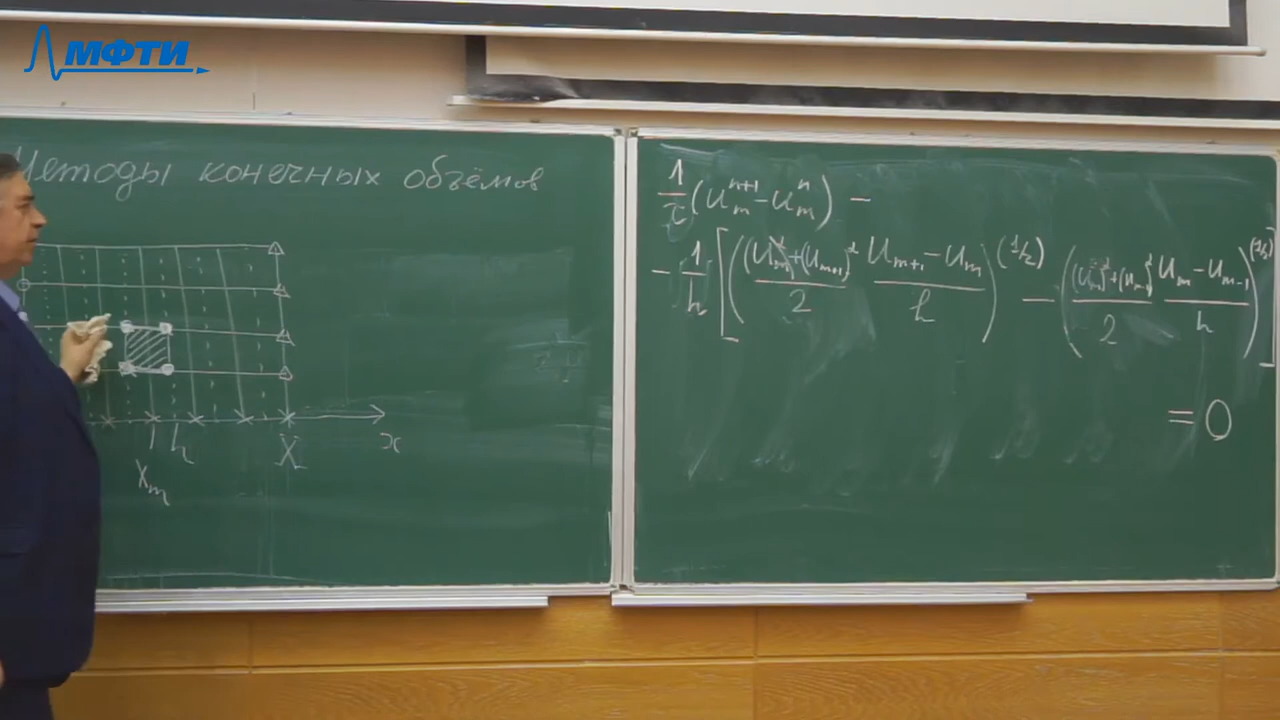 МФТИ
Методы конечных объёмов
h
X
x
x_m
1/τ (u_m^{n+1} - u_m^n) -
- 1/h [ ( ((u_m)^2 + (u_{m+1})^2)/2 (u_{m+1} - u_m)/h )^{(1/2)} - ( ((u_m)^2 + (u_{m-1})^2)/2 (u_m - u_{m-1})/h )^{(1/2)} ]
= 0